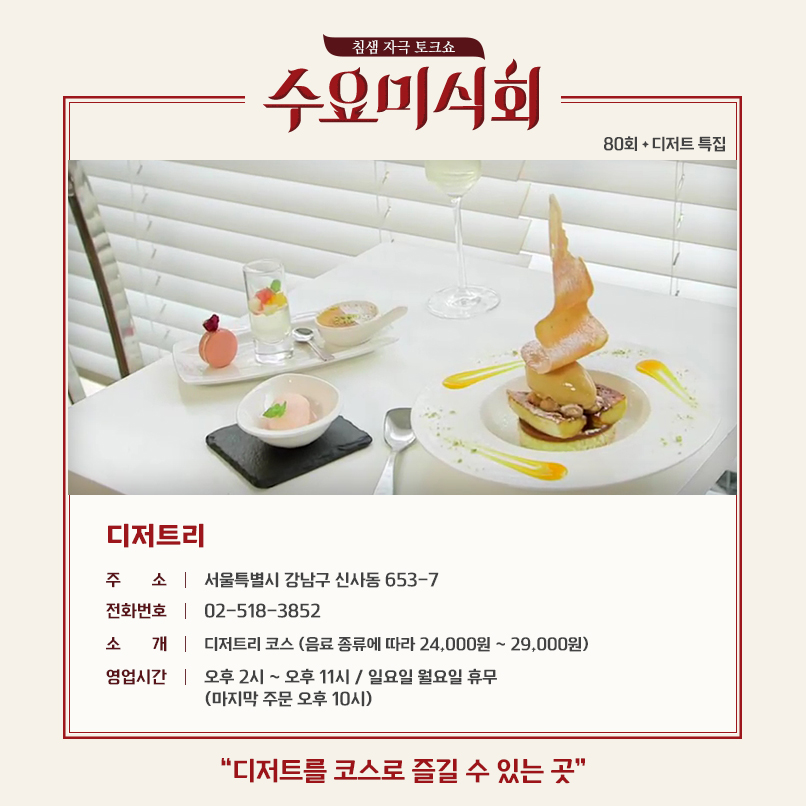 침샘 자극 토크쇼
수요미식회
80회 + 디저트 특집
디저트리
주 소 | 서울특별시 강남구 신사동 653-7
전화번호 | 02-518-3852
소 개 | 디저트리 코스 (음료 종류에 따라 24,000원 ~ 29,000원)
영업시간 | 오후 2시 ~ 오후 11시 / 일요일 월요일 휴무
(마지막 주문 오후 10시)
“디저트를 코스로 즐길 수 있는 곳”